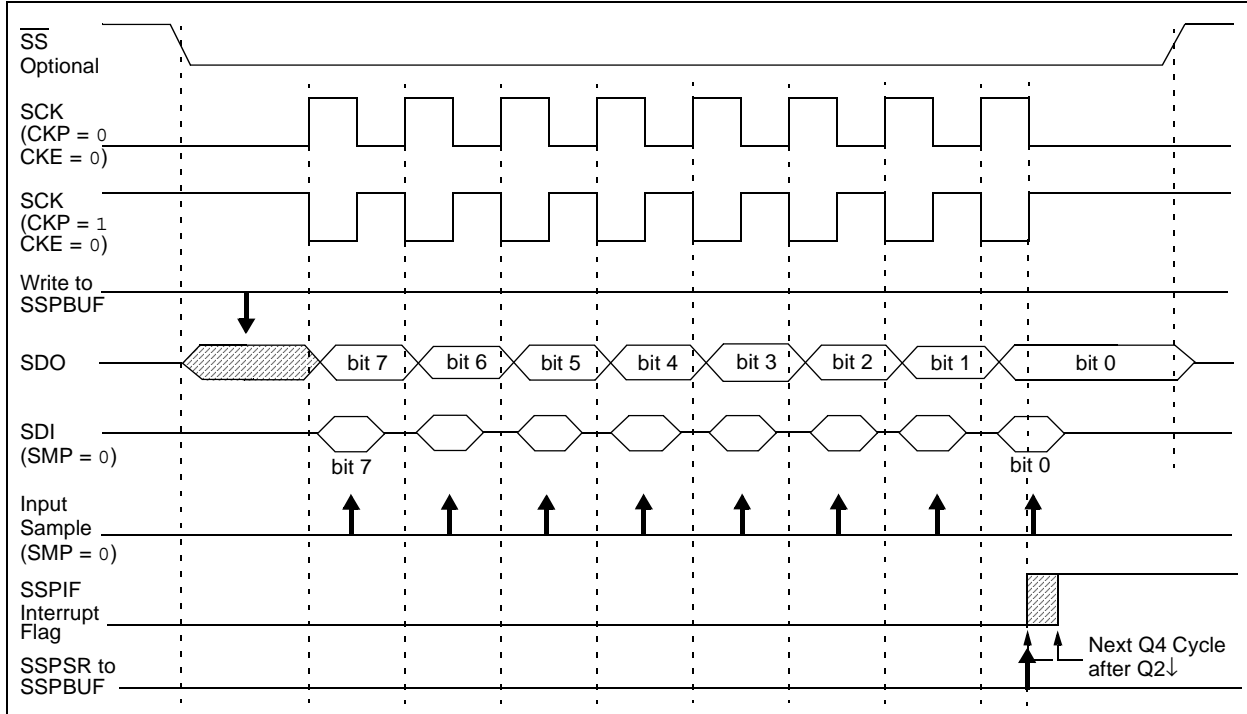 SS
Optional
SCK
(CKP = 0
CKE = 0)
SCK
(CKP = 1
CKE = 0)
Write to
SSPBUF
SDO
bit 7
bit 6
bit 5
bit 4
bit 3
bit 2
bit 1
bit 0
SDI
(SMP = 0)
bit 7
bit 0
Input
Sample
(SMP = 0)
SSPIF
Interrupt
Flag
Next Q4 Cycle
after Q2↓
SSPSR to
SSPBUF